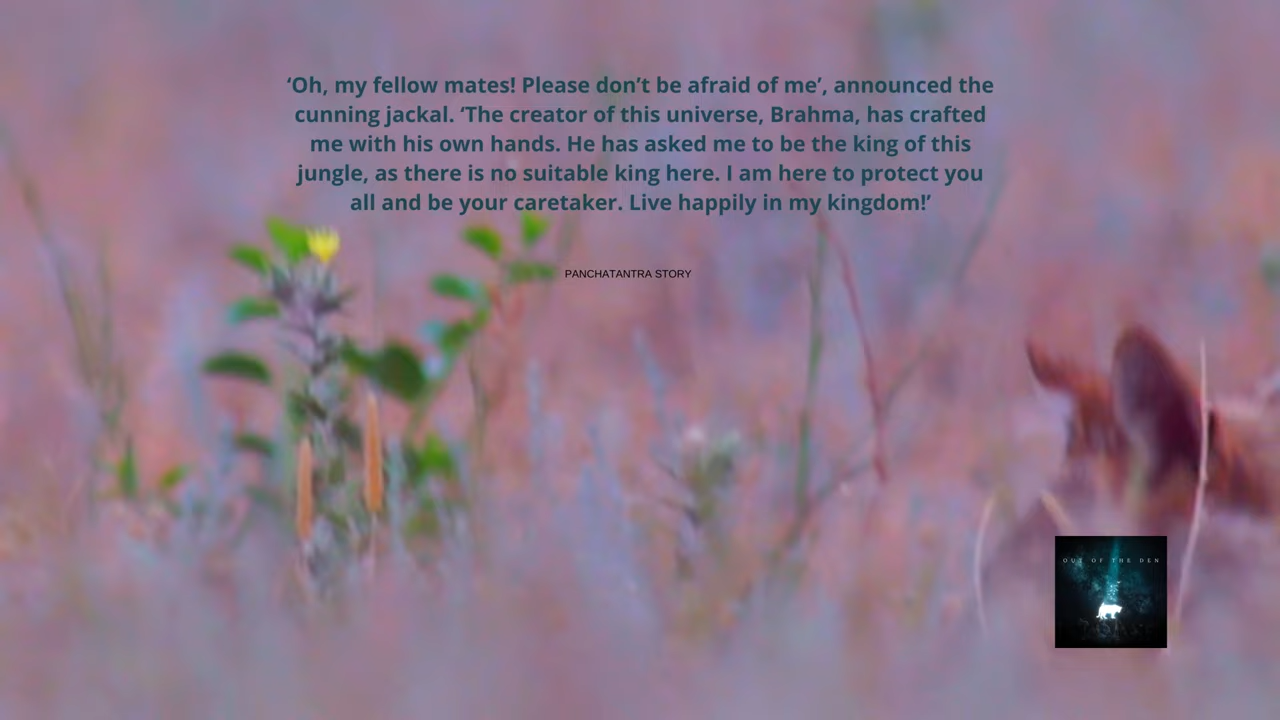 ‘Oh, my fellow mates! Please don’t be afraid of me’, announced the
cunning jackal. ‘The creator of this universe, Brahma, has crafted
me with his own hands. He has asked me to be the king of this
jungle, as there is no suitable king here. I am here to protect you
all and be your caretaker. Live happily in my kingdom!’
PANCHATANTRA STORY
OUT OF THE DEN